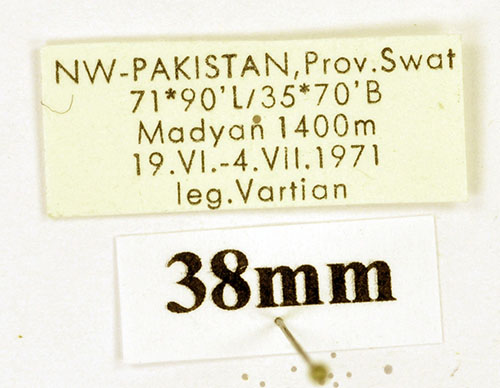 NW-PAKISTAN,Prov.Swat
71*90'L/35*70'B
Madyan 1400m
19.VI.-4.VII.1971
leg.Vartian
38mm